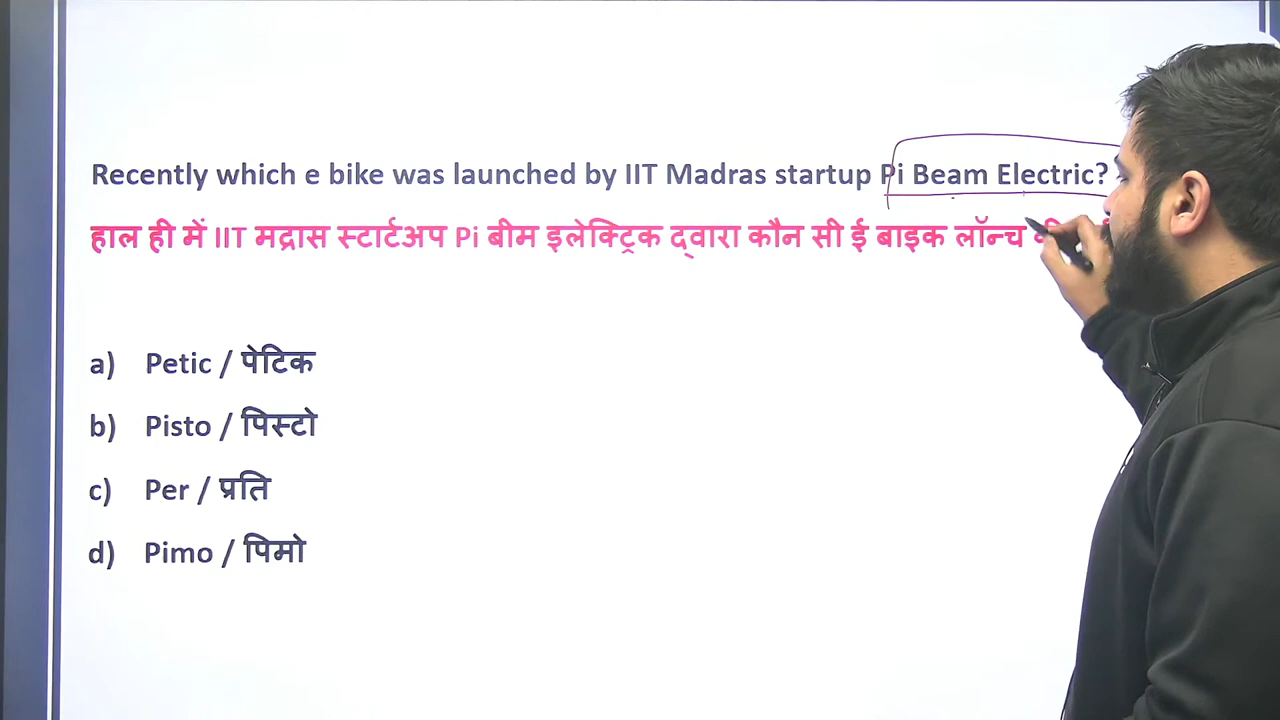 Recently which e bike was launched by IIT Madras startup Pi Beam Electric?
हाल ही में IIT मद्रास स्टार्टअप Pi बीम इलेक्ट्रिक द्वारा कौन सी ई बाइक लॉन्च
a) Petic / पेटिक
b) Pisto / पिस्टो
c) Per / प्रति
d) Pimo / पिमो